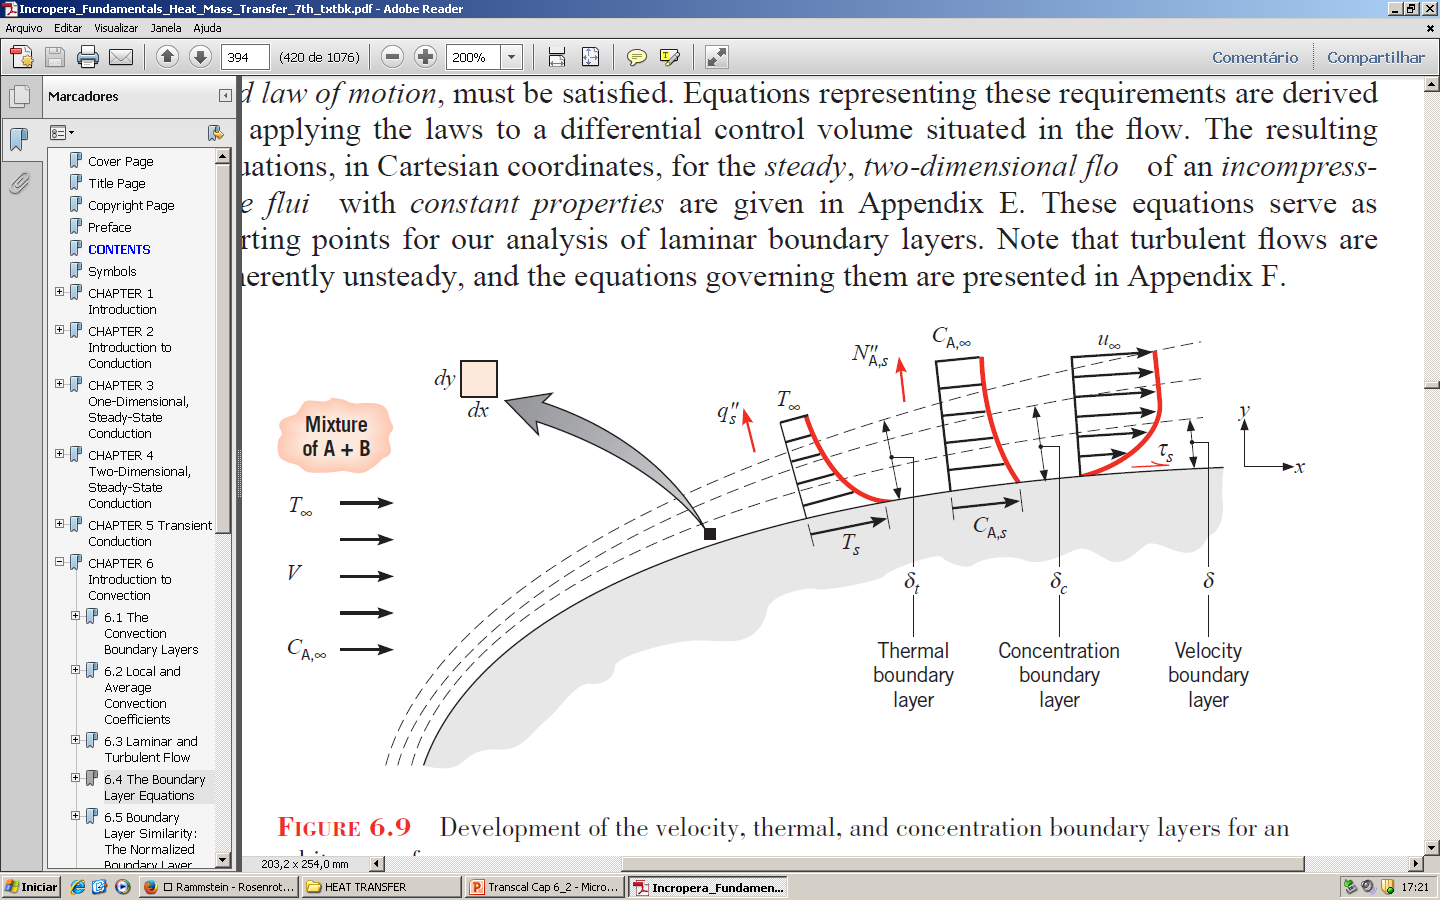 Incropera_Fundamentals_Heat_Mass_Transfer_7th_txtbk.pdf - Adobe Reader
Arquivo Editar Visualizar Janela Ajuda
394 (420 de 1076) 200% Comentário Compartilhar
Marcadores
Cover Page
Title Page
Copyright Page
Preface
CONTENTS
Symbols
CHAPTER 1
Introduction
CHAPTER 2
Introduction to
Conduction
CHAPTER 3
One-Dimensional,
Steady-State
Conduction
CHAPTER 4
Two-Dimensional,
Steady-State
Conduction
CHAPTER 5 Transient
Conduction
CHAPTER 6
Introduction to
Convection
6.1 The
Convection
Boundary Layers
6.2 Local and
Average
Convection
Coefficients
6.3 Laminar and
Turbulent Flow
6.4 The Boundary
Layer Equations
6.5 Boundary
Layer Similarity:
The Normalized
Boundary Layer
d law of motion, must be satisfied. Equations representing these requirements are derived
applying the laws to a differential control volume situated in the flow. The resulting
uations, in Cartesian coordinates, for the steady, two-dimensional flo of an incompress-
e flui with constant properties are given in Appendix E. These equations serve as
rting points for our analysis of laminar boundary layers. Note that turbulent flows are
herently unsteady, and the equations governing them are presented in Appendix F.
dy
dx
Mixture
of A + B
T∞
V
C_A,∞
q″_s
T∞
N″_A,s
C_A,∞
u∞
τ_s
y
x
T_s
C_A,s
δ_t
δ_c
δ
Thermal
boundary
layer
Concentration
boundary
layer
Velocity
boundary
layer
FIGURE 6.9 Development of the velocity, thermal, and concentration boundary layers for an
203,2 x 254,0 mm
Iniciar Rammstein - Rosenrot... HEAT TRANSFER Transcal Cap 6_2 - Micro... Incropera_Fundamen... 17:21